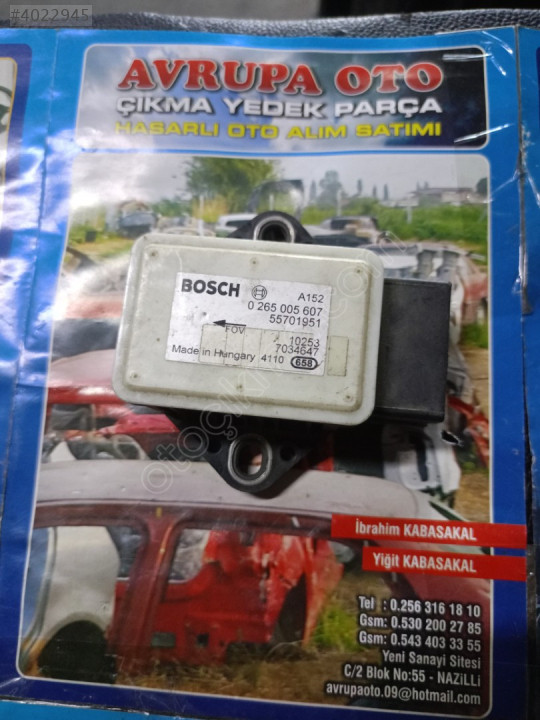 #4022945
AVRUPA OTO
ÇIKMA YEDEK PARÇA
HASARLI OTO ALIM SATIMI
BOSCH
A152
0 265 005 607
55701951
FOV
10253
7034647
Made in Hungary 4110 658
İbrahim KABASAKAL
Yiğit KABASAKAL
Tel : 0.256 316 18 10
Gsm: 0.530 200 27 85
Gsm: 0.543 403 33 55
Yeni Sanayi Sitesi
C/2 Blok No:55 - NAZiLLi
avrupaoto.09@hotmail.com